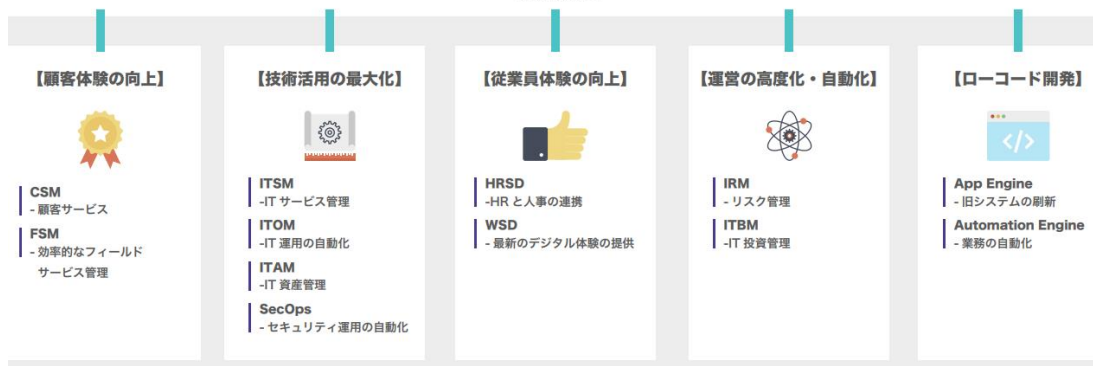 【顧客体験の向上】
CSM
- 顧客サービス
FSM
- 効率的なフィールド
サービス管理
【技術活用の最大化】
ITSM
-IT サービス管理
ITOM
-IT 運用の自動化
ITAM
-IT 資産管理
SecOps
- セキュリティ運用の自動化
【従業員体験の向上】
HRSD
-HR と人事の連携
WSD
- 最新のデジタル体験の提供
【運営の高度化・自動化】
IRM
- リスク管理
ITBM
-IT 投資管理
【ローコード開発】
</>
App Engine
- 旧システムの刷新
Automation Engine
- 業務の自動化